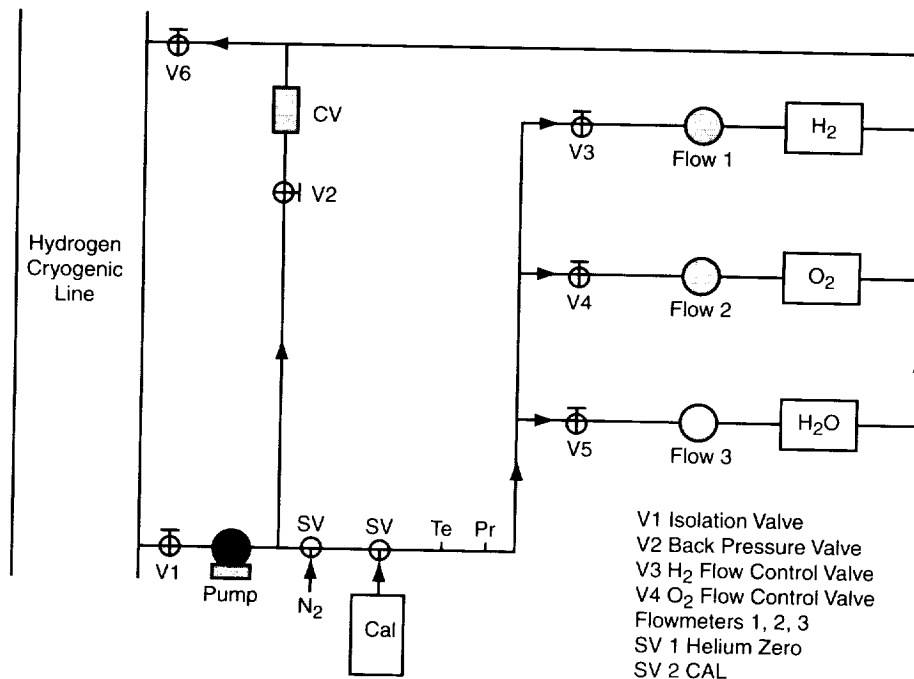 V6
CV
V2
Hydrogen
Cryogenic
Line
V3
Flow 1
H2
V4
Flow 2
O2
V5
Flow 3
H2O
V1
Pump
SV
N2
SV
Cal
Te
Pr
V1 Isolation Valve
V2 Back Pressure Valve
V3 H2 Flow Control Valve
V4 O2 Flow Control Valve
Flowmeters 1, 2, 3
SV 1 Helium Zero
SV 2 CAL